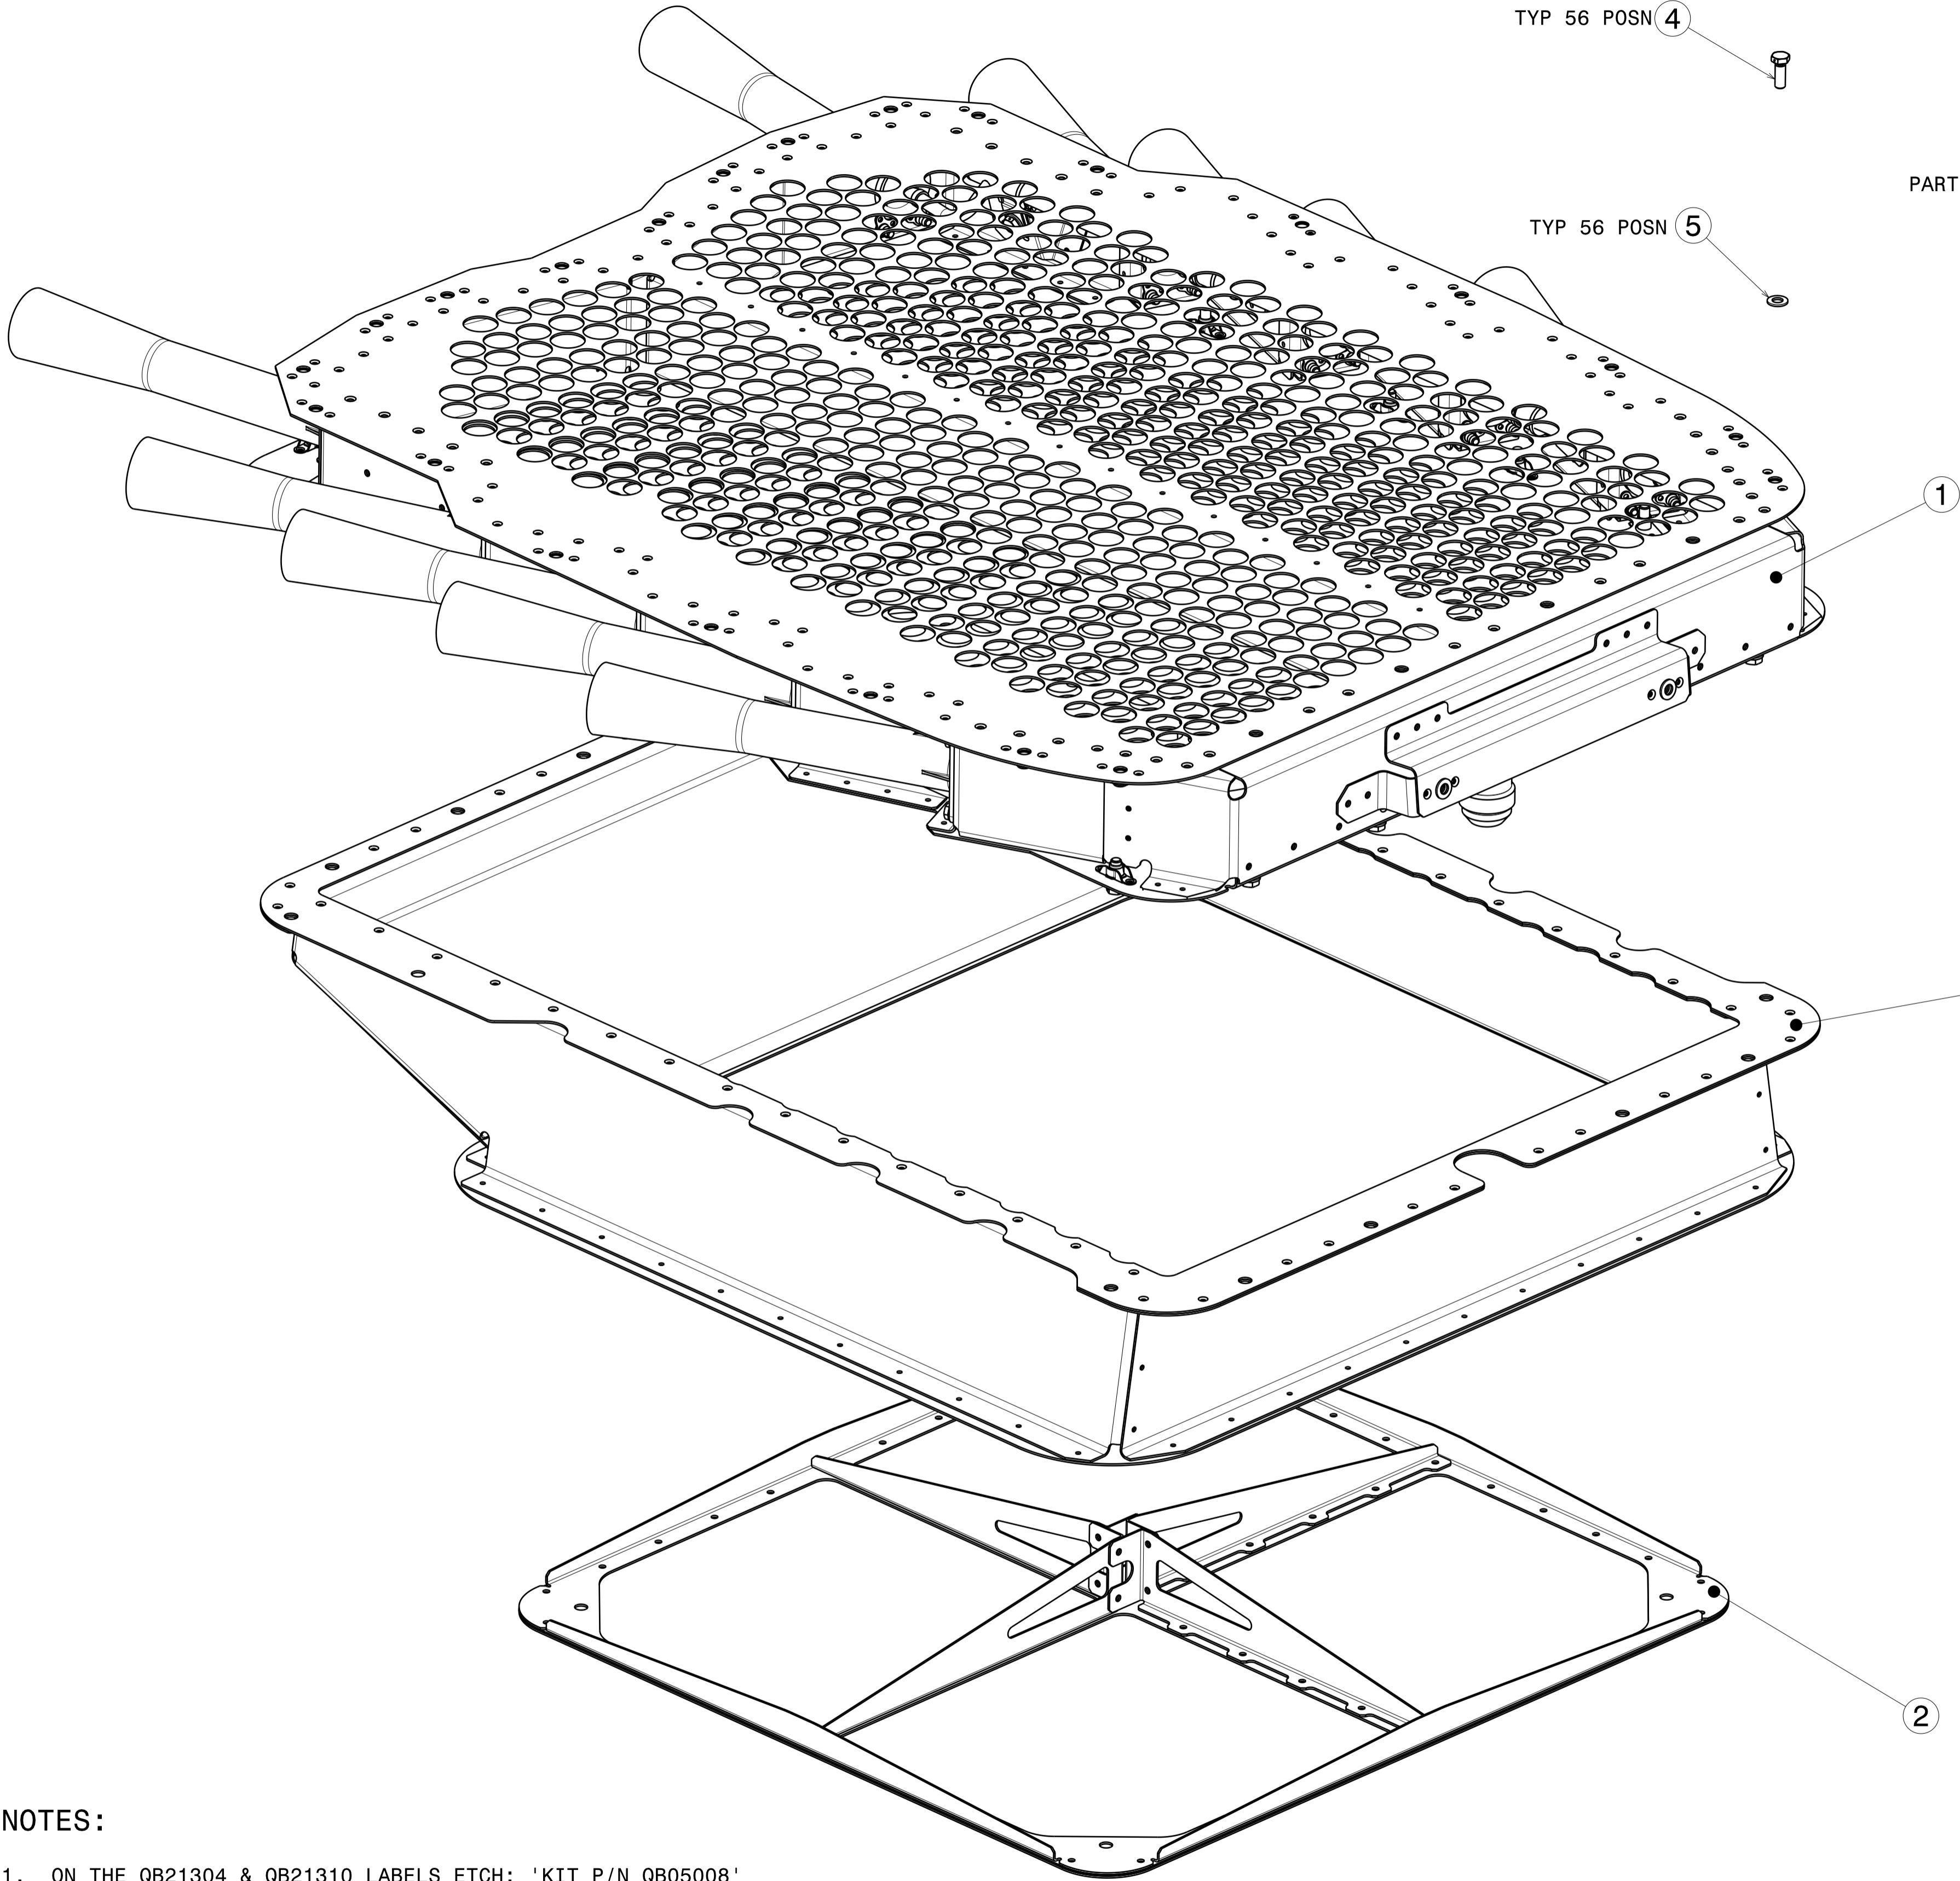 TYP 56 POSN 4
PART
TYP 56 POSN 5
1
2
NOTES:
1. ON THE QB21304 & QB21310 LABELS ETCH: 'KIT P/N QB05008'